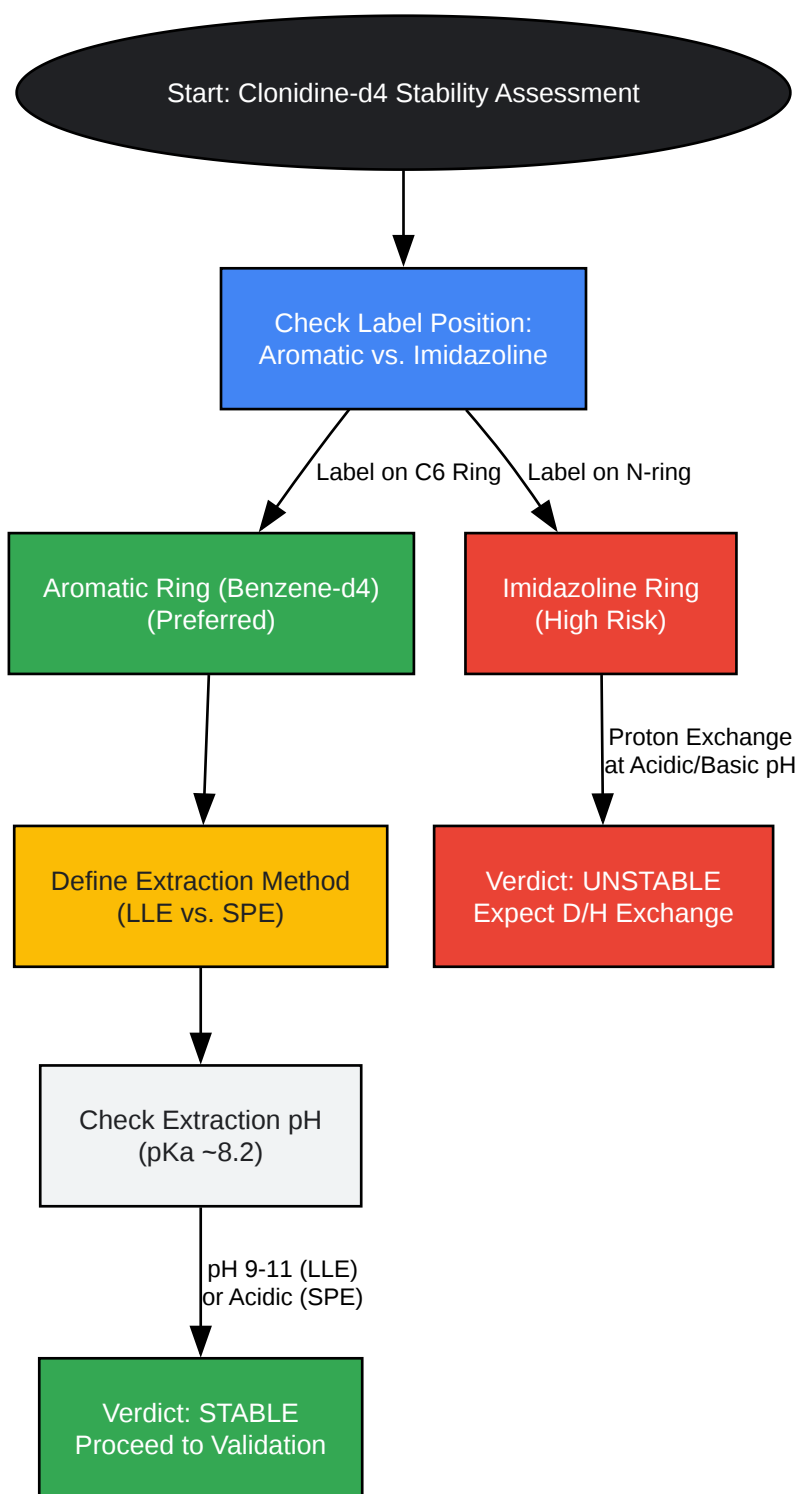 Start: Clonidine-d4 Stability Assessment
Check Label Position:
Aromatic vs. Imidazoline
Label on C6 Ring
Label on N-ring
Aromatic Ring (Benzene-d4)
(Preferred)
Imidazoline Ring
(High Risk)
Proton Exchange
at Acidic/Basic pH
Define Extraction Method
(LLE vs. SPE)
Verdict: UNSTABLE
Expect D/H Exchange
Check Extraction pH
(pKa ~8.2)
pH 9-11 (LLE)
or Acidic (SPE)
Verdict: STABLE
Proceed to Validation